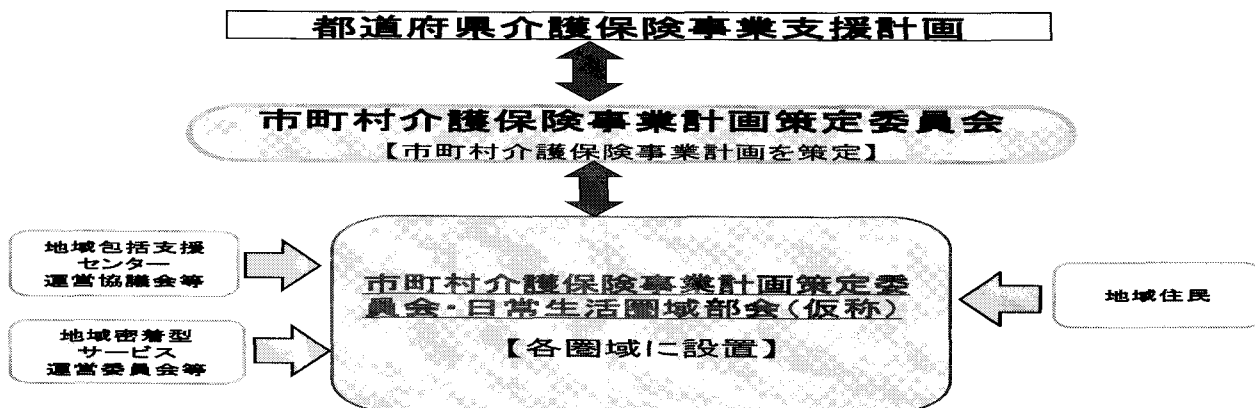 都道府県介護保険事業支援計画
市町村介護保険事業計画策定委員会
【市町村介護保険事業計画を策定】
地域包括支援
センター
運営協議会等
市町村介護保険事業計画策定委
員会・日常生活圏域部会(仮称)
【各圏域に設置】
地域住民
地域密着型
サービス
運営委員会等